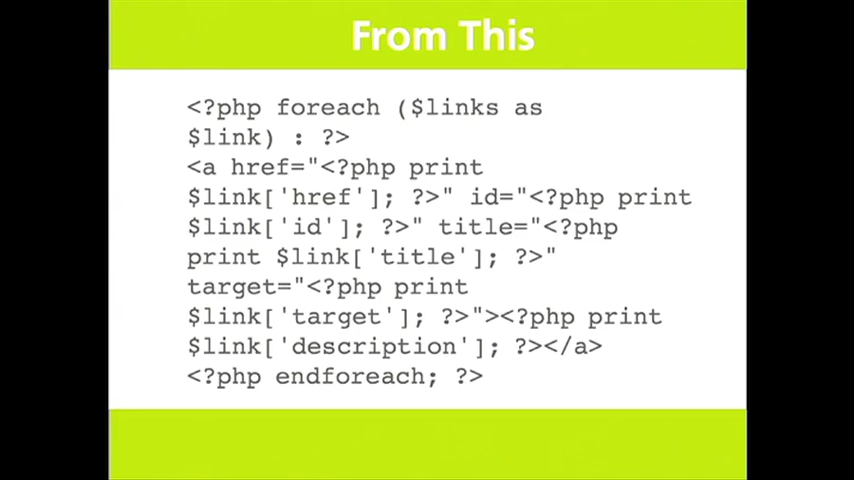 From This
<?php foreach ($links as
$link) : ?>
<a href="<?php print
$link['href']; ?>" id="<?php print
$link['id']; ?>" title="<?php
print $link['title']; ?>"
target="<?php print
$link['target']; ?>"><?php print
$link['description']; ?></a>
<?php endforeach; ?>